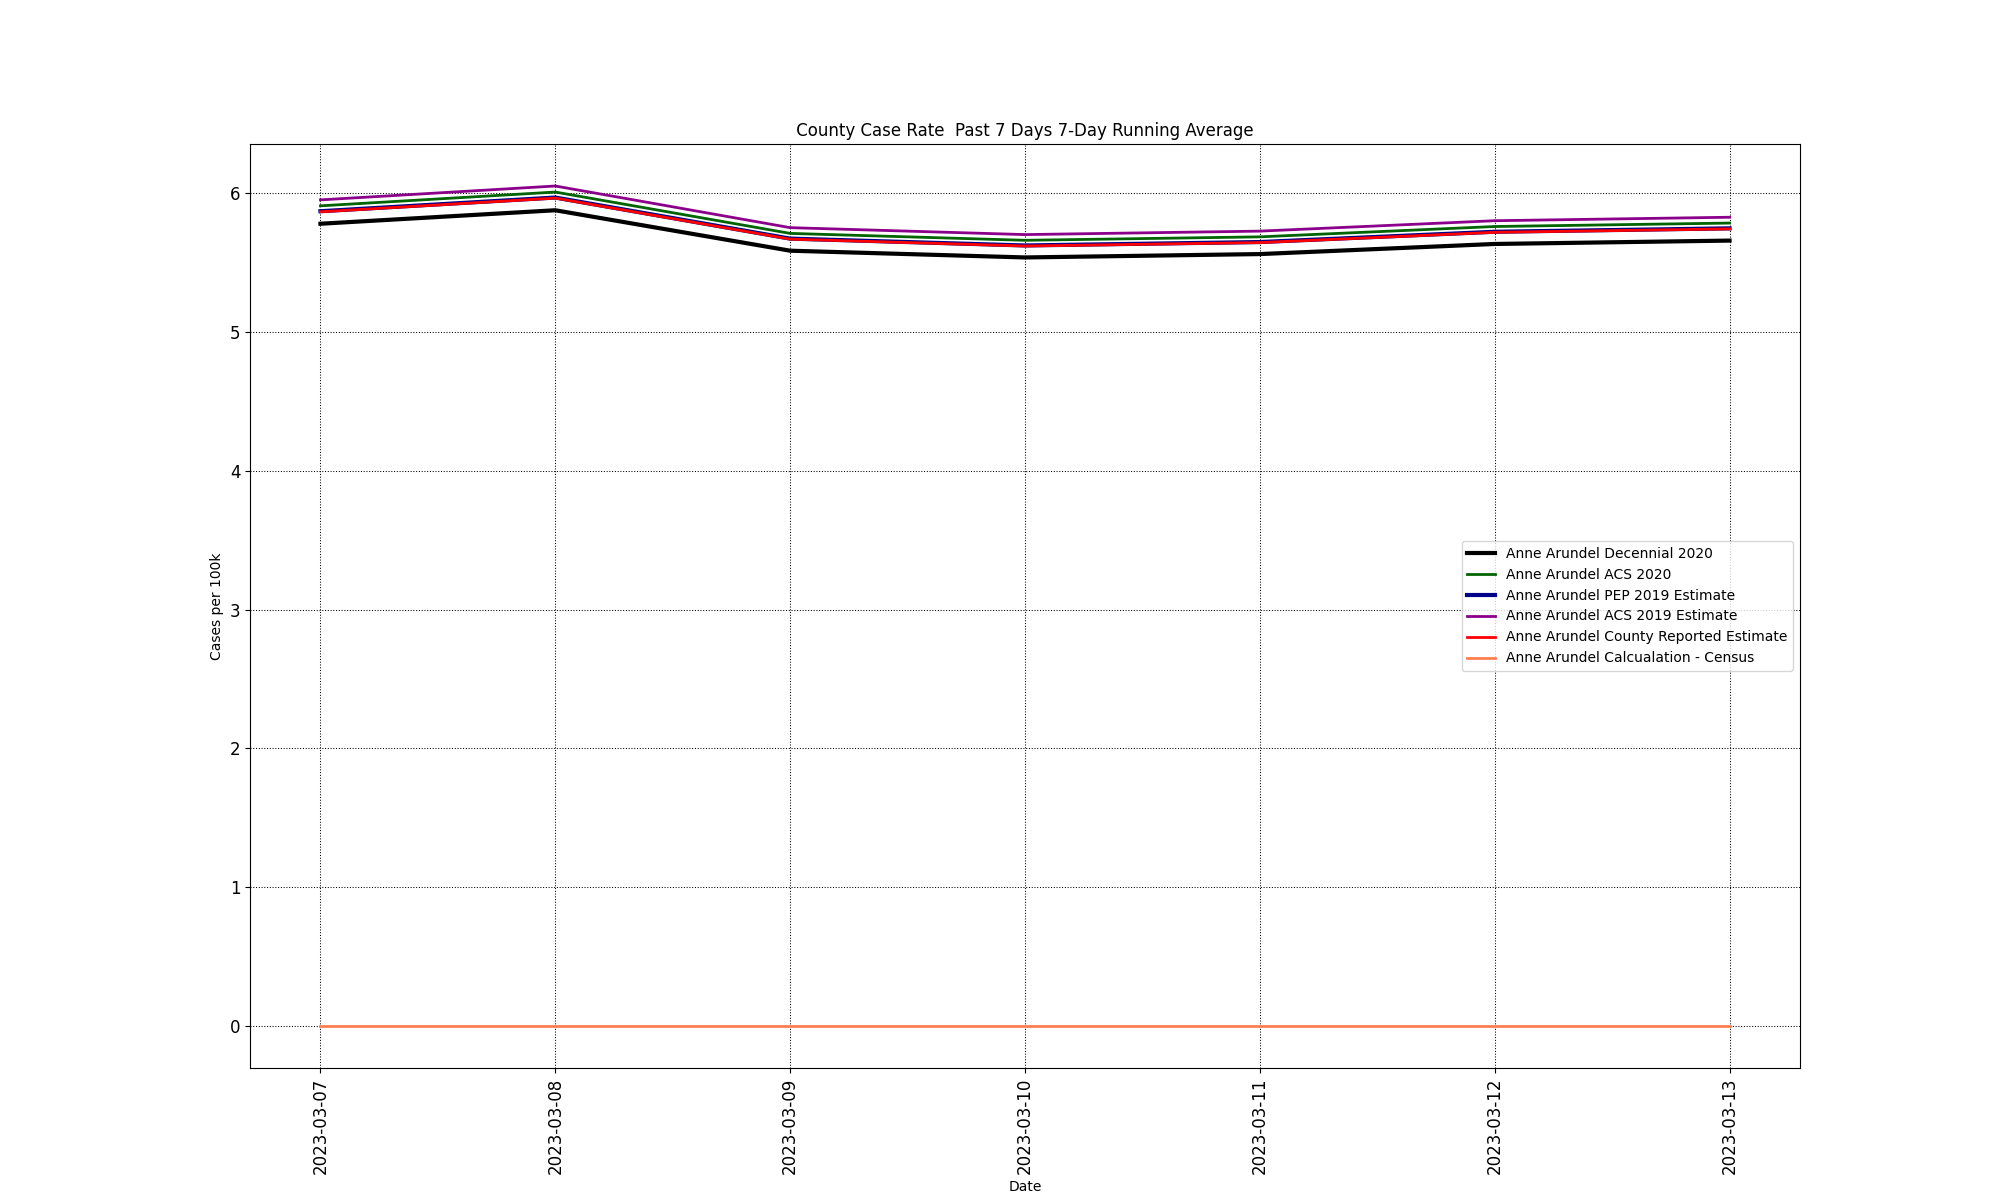 County Case Rate  Past 7 Days 7-Day Running Average
6
5
4
3
2
1
0
Cases per 100k
Anne Arundel Decennial 2020
Anne Arundel ACS 2020
Anne Arundel PEP 2019 Estimate
Anne Arundel ACS 2019 Estimate
Anne Arundel County Reported Estimate
Anne Arundel Calcualation - Census
2023-03-07
2023-03-08
2023-03-09
2023-03-10
2023-03-11
2023-03-12
2023-03-13
Date